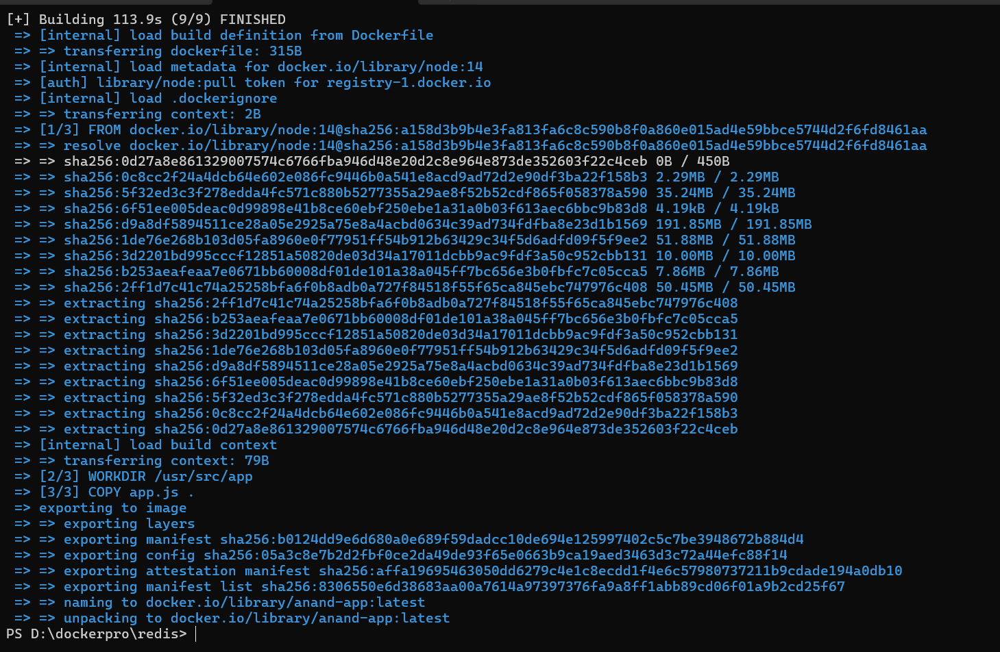 [+] Building 113.9s (9/9) FINISHED
=> [internal] load build definition from Dockerfile
=> => transferring dockerfile: 315B
=> [internal] load metadata for docker.io/library/node:14
=> [auth] library/node:pull token for registry-1.docker.io
=> [internal] load .dockerignore
=> => transferring context: 2B
=> [1/3] FROM docker.io/library/node:14@sha256:a158d3b9b4e3fa813fa6c8c590b8f0a860e015ad4e59bbce5744d2f6fd8461aa
=> => resolve docker.io/library/node:14@sha256:a158d3b9b4e3fa813fa6c8c590b8f0a860e015ad4e59bbce5744d2f6fd8461aa
=> => sha256:0d27a8e861329007574c6766fba946d48e20d2c8e964e873de352603f22c4ceb 0B / 450B
=> => sha256:0c8cc2f24a4dcb64e602e086fc9446b0a541e8acd9ad72d2e90df3ba22f158b3 2.29MB / 2.29MB
=> => sha256:5f32ed3c3f278edda4fc571c880b5277355a29ae8f52b52cdf865f058378a590 35.24MB / 35.24MB
=> => sha256:6f51ee005deac0d99898e41b8ce60ebf250ebe1a31a0b03f613aec6bbc9b83d8 4.19kB / 4.19kB
=> => sha256:d9a8df5894511ce28a05e2925a75e8a4acbd0634c39ad734fdfba8e23d1b1569 191.85MB / 191.85MB
=> => sha256:1de76e268b103d05fa8960e0f77951ff54b912b63429c34f5d6adfd09f5f9ee2 51.88MB / 51.88MB
=> => sha256:3d2201bd995cccf12851a50820de03d34a17011dcbb9ac9fdf3a50c952cbb131 10.00MB / 10.00MB
=> => sha256:b253aeafeaa7e0671bb60008df01de101a38a045ff7bc656e3b0fbfc7c05cca5 7.86MB / 7.86MB
=> => sha256:2ff1d7c41c74a25258bfa6f0b8adb0a727f84518f55f65ca845ebc747976c408 50.45MB / 50.45MB
=> => extracting sha256:2ff1d7c41c74a25258bfa6f0b8adb0a727f84518f55f65ca845ebc747976c408
=> => extracting sha256:b253aeafeaa7e0671bb60008df01de101a38a045ff7bc656e3b0fbfc7c05cca5
=> => extracting sha256:3d2201bd995cccf12851a50820de03d34a17011dcbb9ac9fdf3a50c952cbb131
=> => extracting sha256:1de76e268b103d05fa8960e0f77951ff54b912b63429c34f5d6adfd09f5f9ee2
=> => extracting sha256:d9a8df5894511ce28a05e2925a75e8a4acbd0634c39ad734fdfba8e23d1b1569
=> => extracting sha256:6f51ee005deac0d99898e41b8ce60ebf250ebe1a31a0b03f613aec6bbc9b83d8
=> => extracting sha256:5f32ed3c3f278edda4fc571c880b5277355a29ae8f52b52cdf865f058378a590
=> => extracting sha256:0c8cc2f24a4dcb64e602e086fc9446b0a541e8acd9ad72d2e90df3ba22f158b3
=> => extracting sha256:0d27a8e861329007574c6766fba946d48e20d2c8e964e873de352603f22c4ceb
=> [internal] load build context
=> => transferring context: 79B
=> [2/3] WORKDIR /usr/src/app
=> [3/3] COPY app.js .
=> exporting to image
=> => exporting layers
=> => exporting manifest sha256:b0124dd9e6d680a0e689f59dadcc10de694e125997402c5c7be3948672b884d4
=> => exporting config sha256:05a3c8e7b2d2fbf0ce2da49de93f65e0663b9ca19aed3463d3c72a44efc88f14
=> => exporting attestation manifest sha256:affa19695463050dd6279c4e1c8ecdd1f4e6c57980737211b9cdade194a0db10
=> => exporting manifest list sha256:8306550e6d38683aa00a7614a97397376fa9a8ff1abb89cd06f01a9b2cd25f67
=> => naming to docker.io/library/anand-app:latest
=> => unpacking to docker.io/library/anand-app:latest
PS D:\dockerpro\redis>